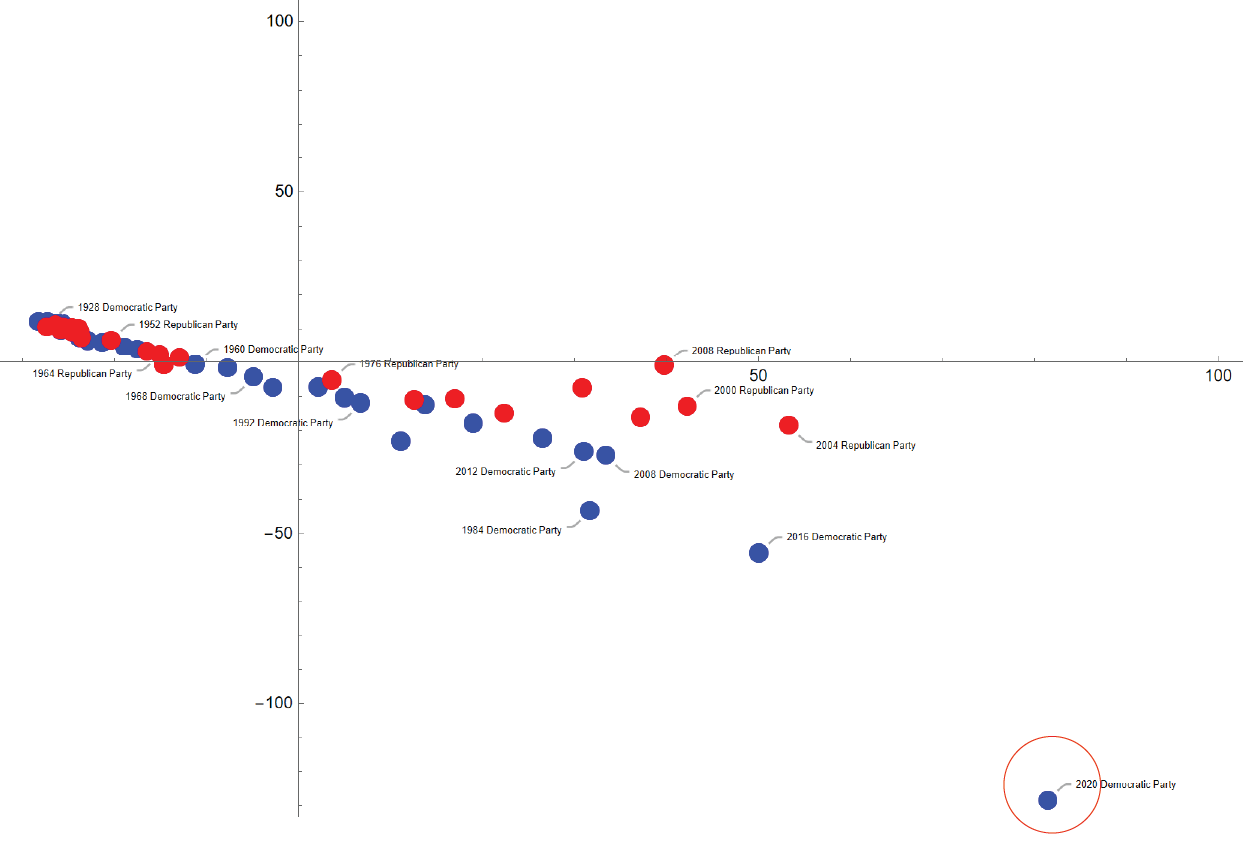 100
50
1928 Democratic Party
1952 Republican Party
1960 Democratic Party
2008 Republican Party
1976 Republican Party
1964 Republican Party
50
100
2000 Republican Party
1968 Democratic Party
1992 Democratic Party
2004 Republican Party
2012 Democratic Party
2008 Democratic Party
1984 Democratic Party
−50
2016 Democratic Party
−100
2020 Democratic Party